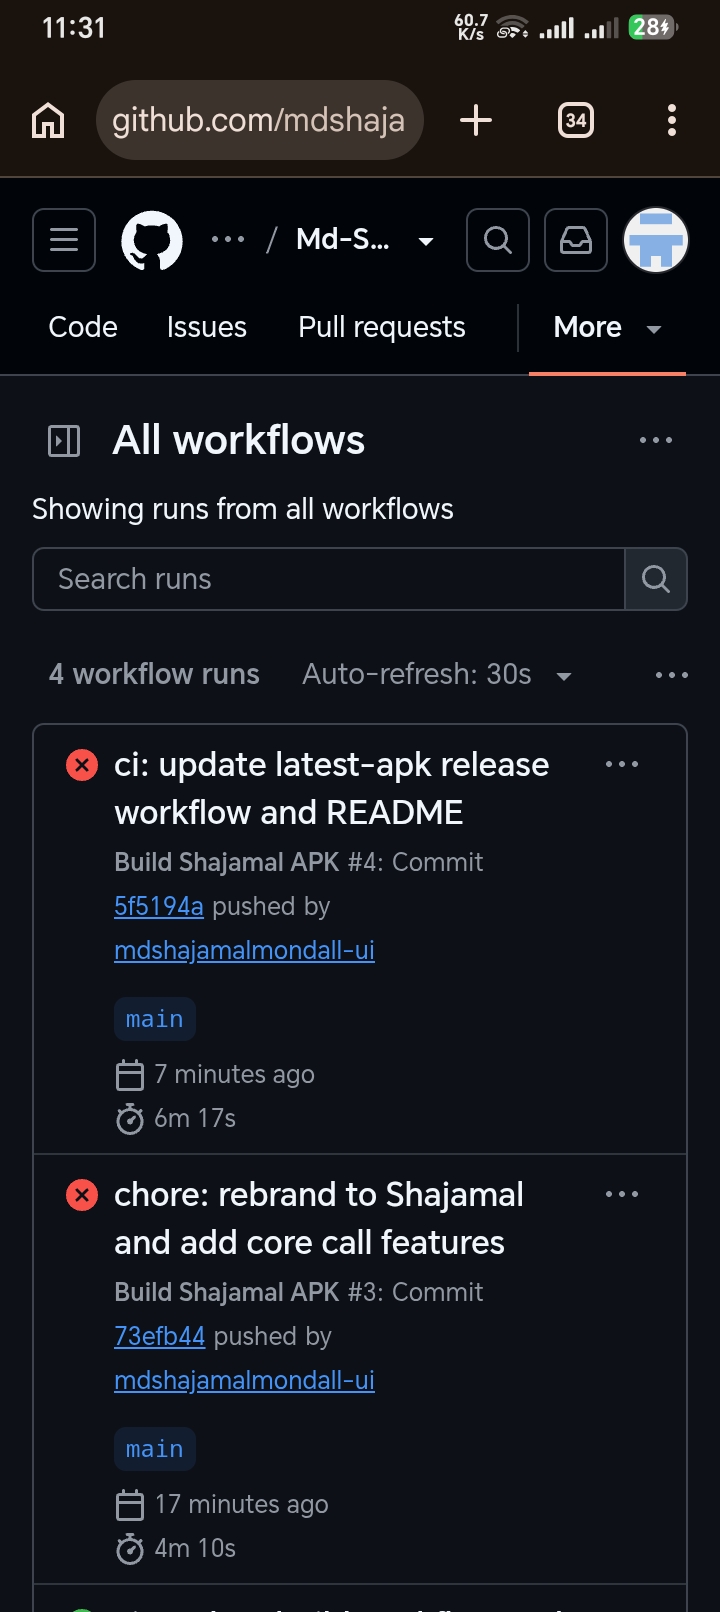 11:31
60.7
K/s
28
github.com/mdshaja
34
/ Md-S...
Code Issues Pull requests More
All workflows
Showing runs from all workflows
Search runs
4 workflow runs Auto-refresh: 30s
ci: update latest-apk release
workflow and README
Build Shajamal APK #4: Commit
5f5194a pushed by
mdshajamalmondall-ui
main
7 minutes ago
6m 17s
chore: rebrand to Shajamal
and add core call features
Build Shajamal APK #3: Commit
73efb44 pushed by
mdshajamalmondall-ui
main
17 minutes ago
4m 10s